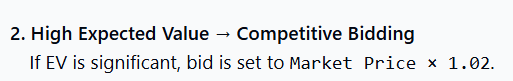 2. High Expected Value → Competitive Bidding
If EV is significant, bid is set to Market Price × 1.02.